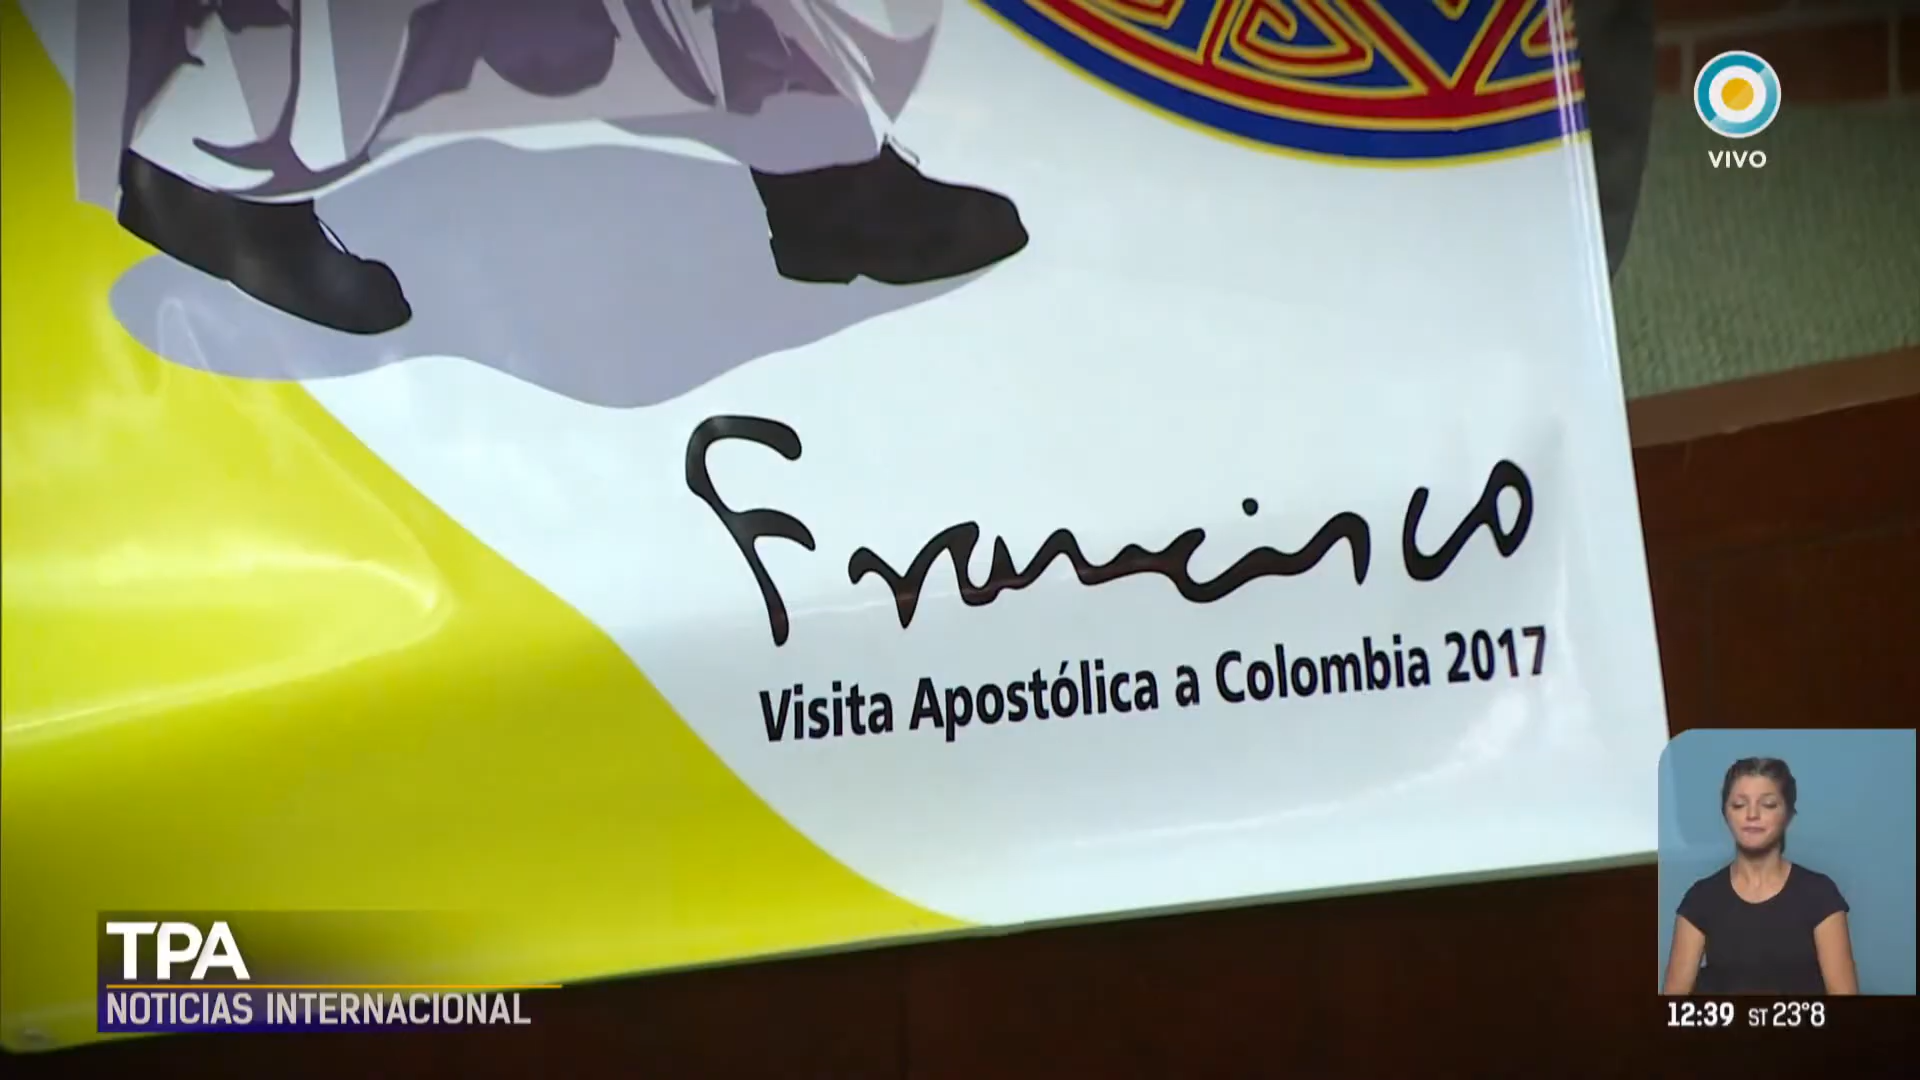 VIVO
Francisco
Visita Apostólica a Colombia 2017
TPA
NOTICIAS INTERNACIONAL
12:39 ST 23°8